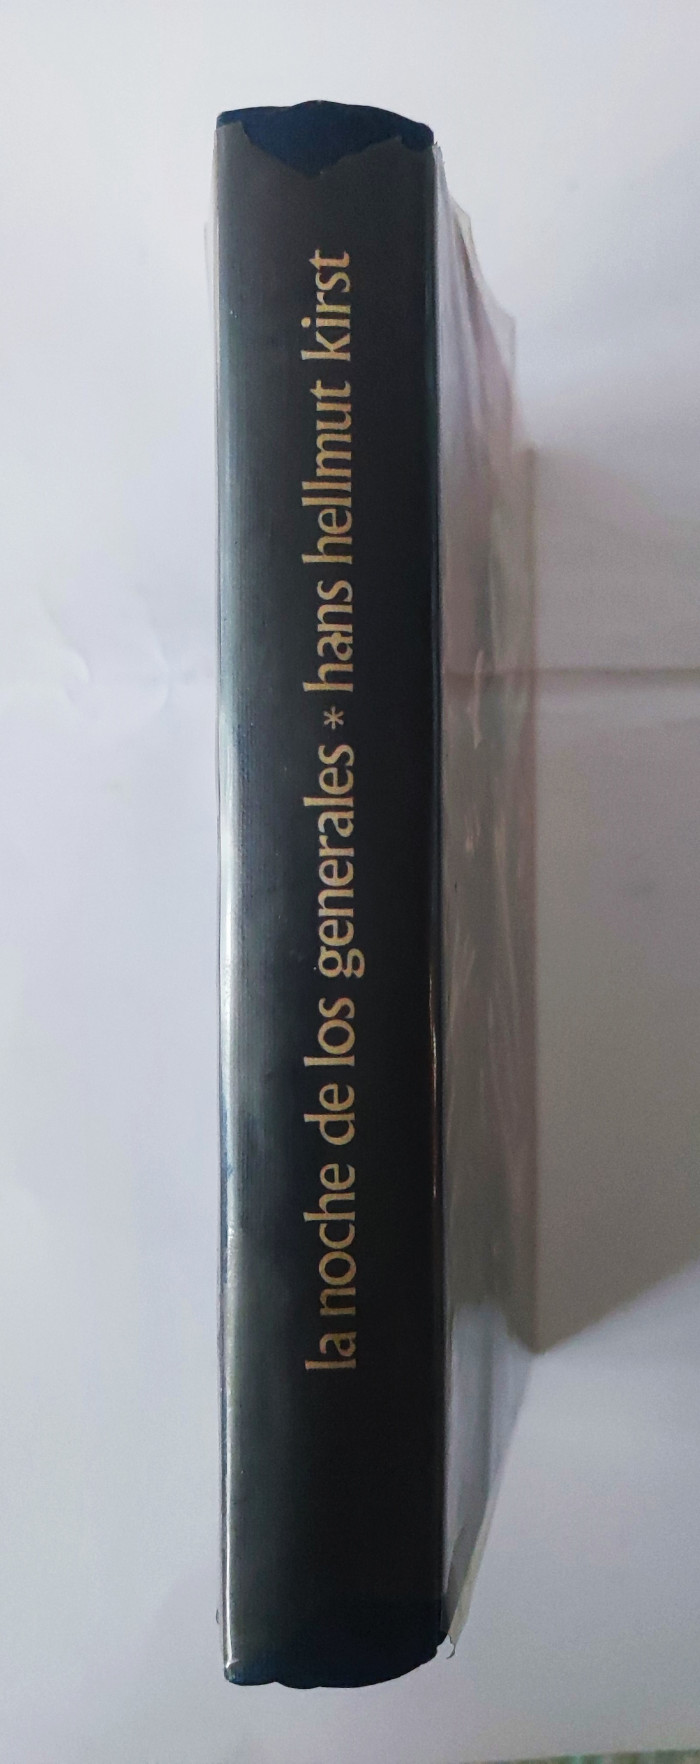 la noche de los generales * hans hellmut kirst